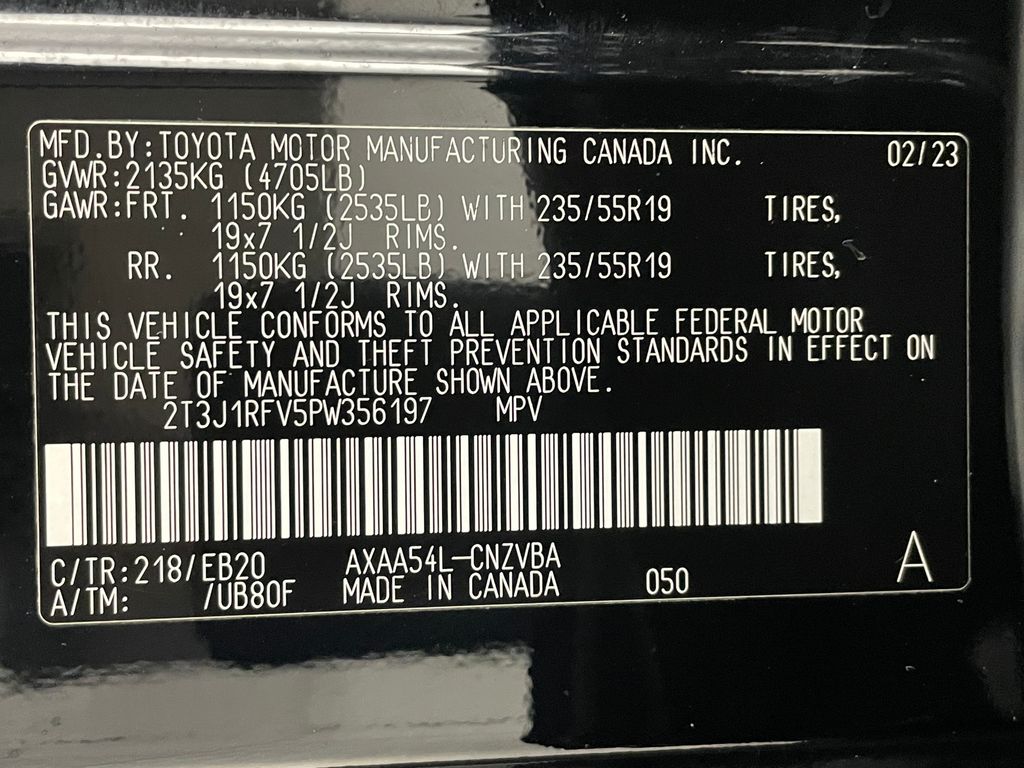 MFD.BY:TOYOTA MOTOR MANUFACTURING CANADA INC. 02/23
GVWR:2135KG (4705LB)
GAWR:FRT. 1150KG (2535LB) WITH 235/55R19 TIRES,
19x7 1/2J RIMS.
RR. 1150KG (2535LB) WITH 235/55R19 TIRES,
19x7 1/2J RIMS.
THIS VEHICLE CONFORMS TO ALL APPLICABLE FEDERAL MOTOR
VEHICLE SAFETY AND THEFT PREVENTION STANDARDS IN EFFECT ON
THE DATE OF MANUFACTURE SHOWN ABOVE.
2T3J1RFV5PW356197 MPV
C/TR:218/EB20 AXAA54L-CNZVBA
A/TM: /UB80F MADE IN CANADA 050 A